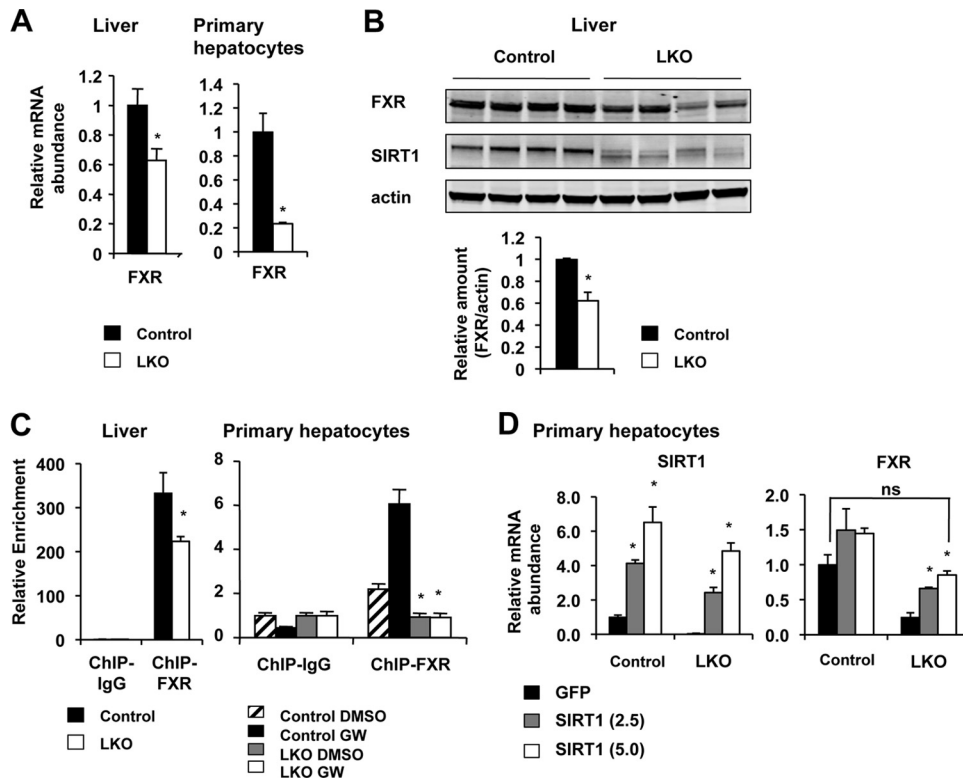 A
Liver
Primary
hepatocytes
Relative mRNA
abundance
1.2
1
0.8
0.6
0.4
0.2
0
*
FXR
1.4
1.2
1
1.4
1.2
0.4
0.2
0
*
FXR
Control
LKO
B
Liver
Control LKO
FXR
SIRT1
actin
Relative amount
(FXR/actin)
1.2
1
0.8
0.6
0.4
0.2
0
*
Control
LKO
C
Liver
Relative Enrichment
400
300
200
100
0
*
ChIP-
IgG
ChIP-
FXR
Control
LKO
Primary hepatocytes
8
6
4
2
0
* *
ChIP-IgG ChIP-FXR
Control DMSO
Control GW
LKO DMSO
LKO GW
D Primary hepatocytes
SIRT1
Relative mRNA
abundance
8.0
6.0
4.0
2.0
0.0
* * * *
Control LKO
FXR
ns
2.0
1.5
1.0
0.5
0.0
* *
Control LKO
GFP
SIRT1 (2.5)
SIRT1 (5.0)